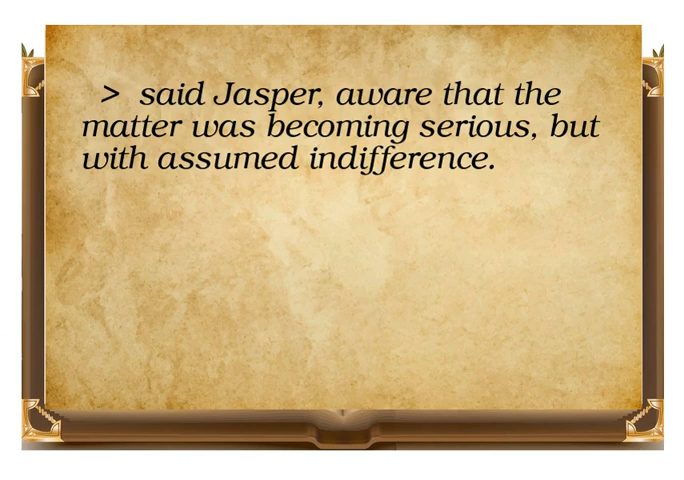 > said Jasper, aware that the
matter was becoming serious, but
with assumed indifference.